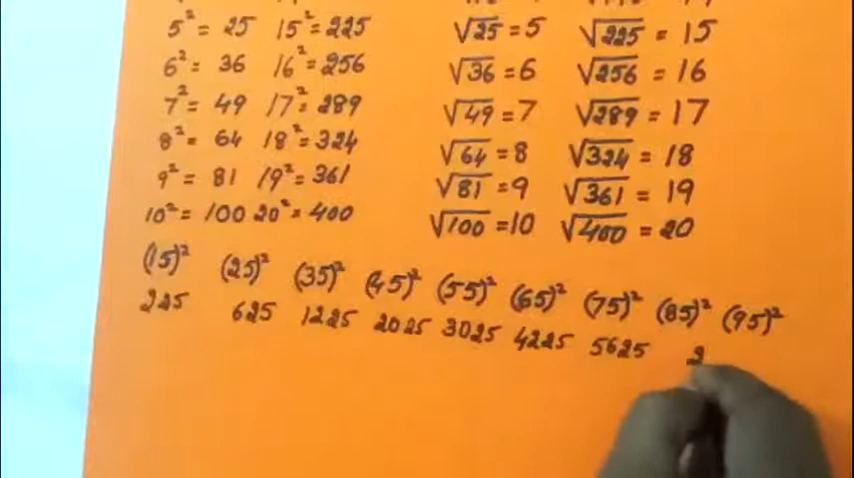 5² = 25 15² = 225 √25 = 5 √225 = 15
6² = 36 16² = 256 √36 = 6 √256 = 16
7² = 49 17² = 289 √49 = 7 √289 = 17
8² = 64 18² = 324 √64 = 8 √324 = 18
9² = 81 19² = 361 √81 = 9 √361 = 19
10² = 100 20² = 400 √100 = 10 √400 = 20
(15)² (25)² (35)² (45)² (55)² (65)² (75)² (85)² (95)²
225 625 1225 2025 3025 4225 5625